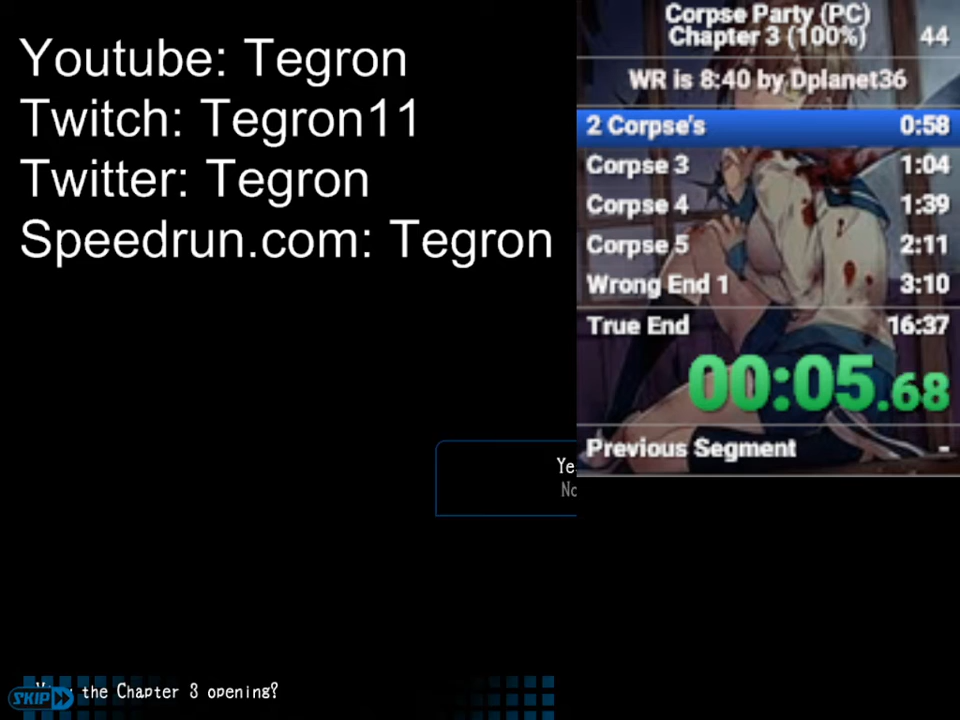 Youtube: Tegron
Twitch: Tegron11
Twitter: Tegron
Speedrun.com: Tegron
Corpse Party (PC)
Chapter 3 (100%) 44
WR is 8:40 by Dplanet36
2 Corpse's 0:58
Corpse 3 1:04
Corpse 4 1:39
Corpse 5 2:11
Wrong End 1 3:10
True End 16:37
00:05.68
Previous Segment -
Ye
No
SKIP the Chapter 3 opening?